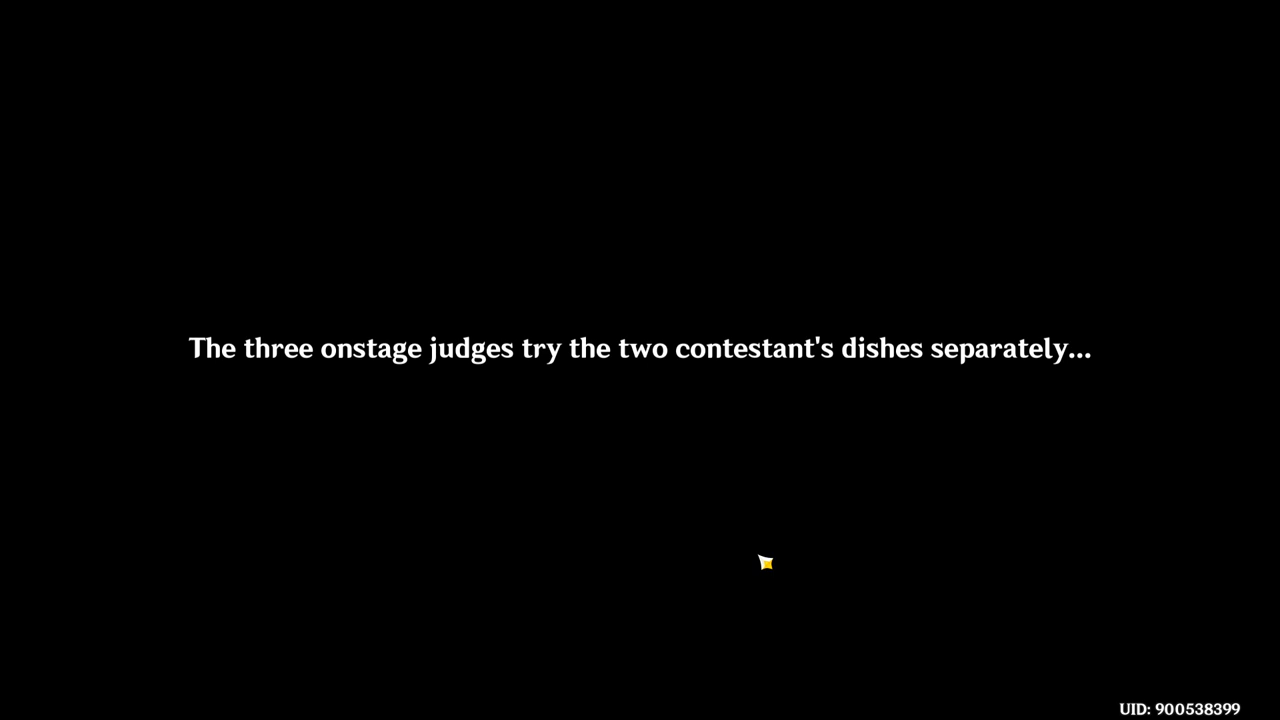 The three onstage judges try the two contestant's dishes separately...
UID: 900538399